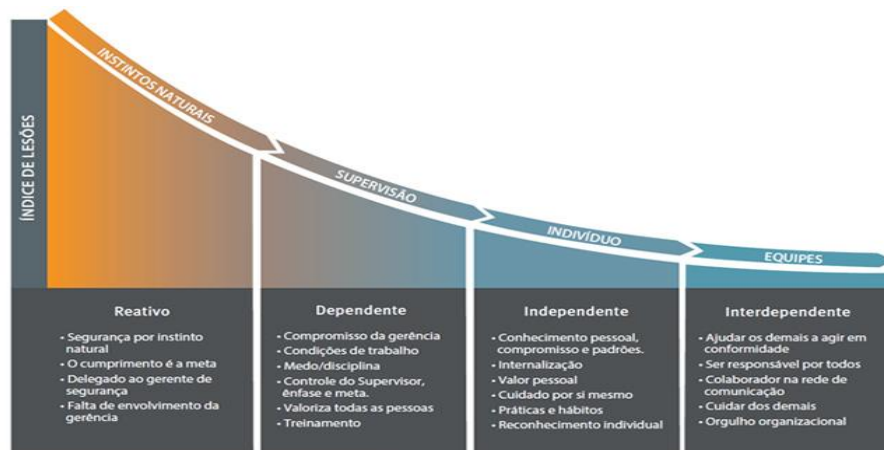 ÍNDICE DE LESÕES
INSTINTOS NATURAIS
SUPERVISÃO
INDIVÍDUO
EQUIPES
Reativo
• Segurança por instinto
natural
• O cumprimento é a meta
• Delegado ao gerente de
segurança
• Falta de envolvimento da
gerência
Dependente
• Compromisso da gerência
• Condições de trabalho
• Medo/disciplina
• Controle do Supervisor,
ênfase e meta.
• Valoriza todas as pessoas
• Treinamento
Independente
• Conhecimento pessoal,
compromisso e padrões.
• Internalização
• Valor pessoal
• Cuidado por si mesmo
• Práticas e hábitos
• Reconhecimento individual
Interdependente
• Ajudar os demais a agir em
conformidade
• Ser responsável por todos
• Colaborador na rede de
comunicação
• Cuidar dos demais
• Orgulho organizacional